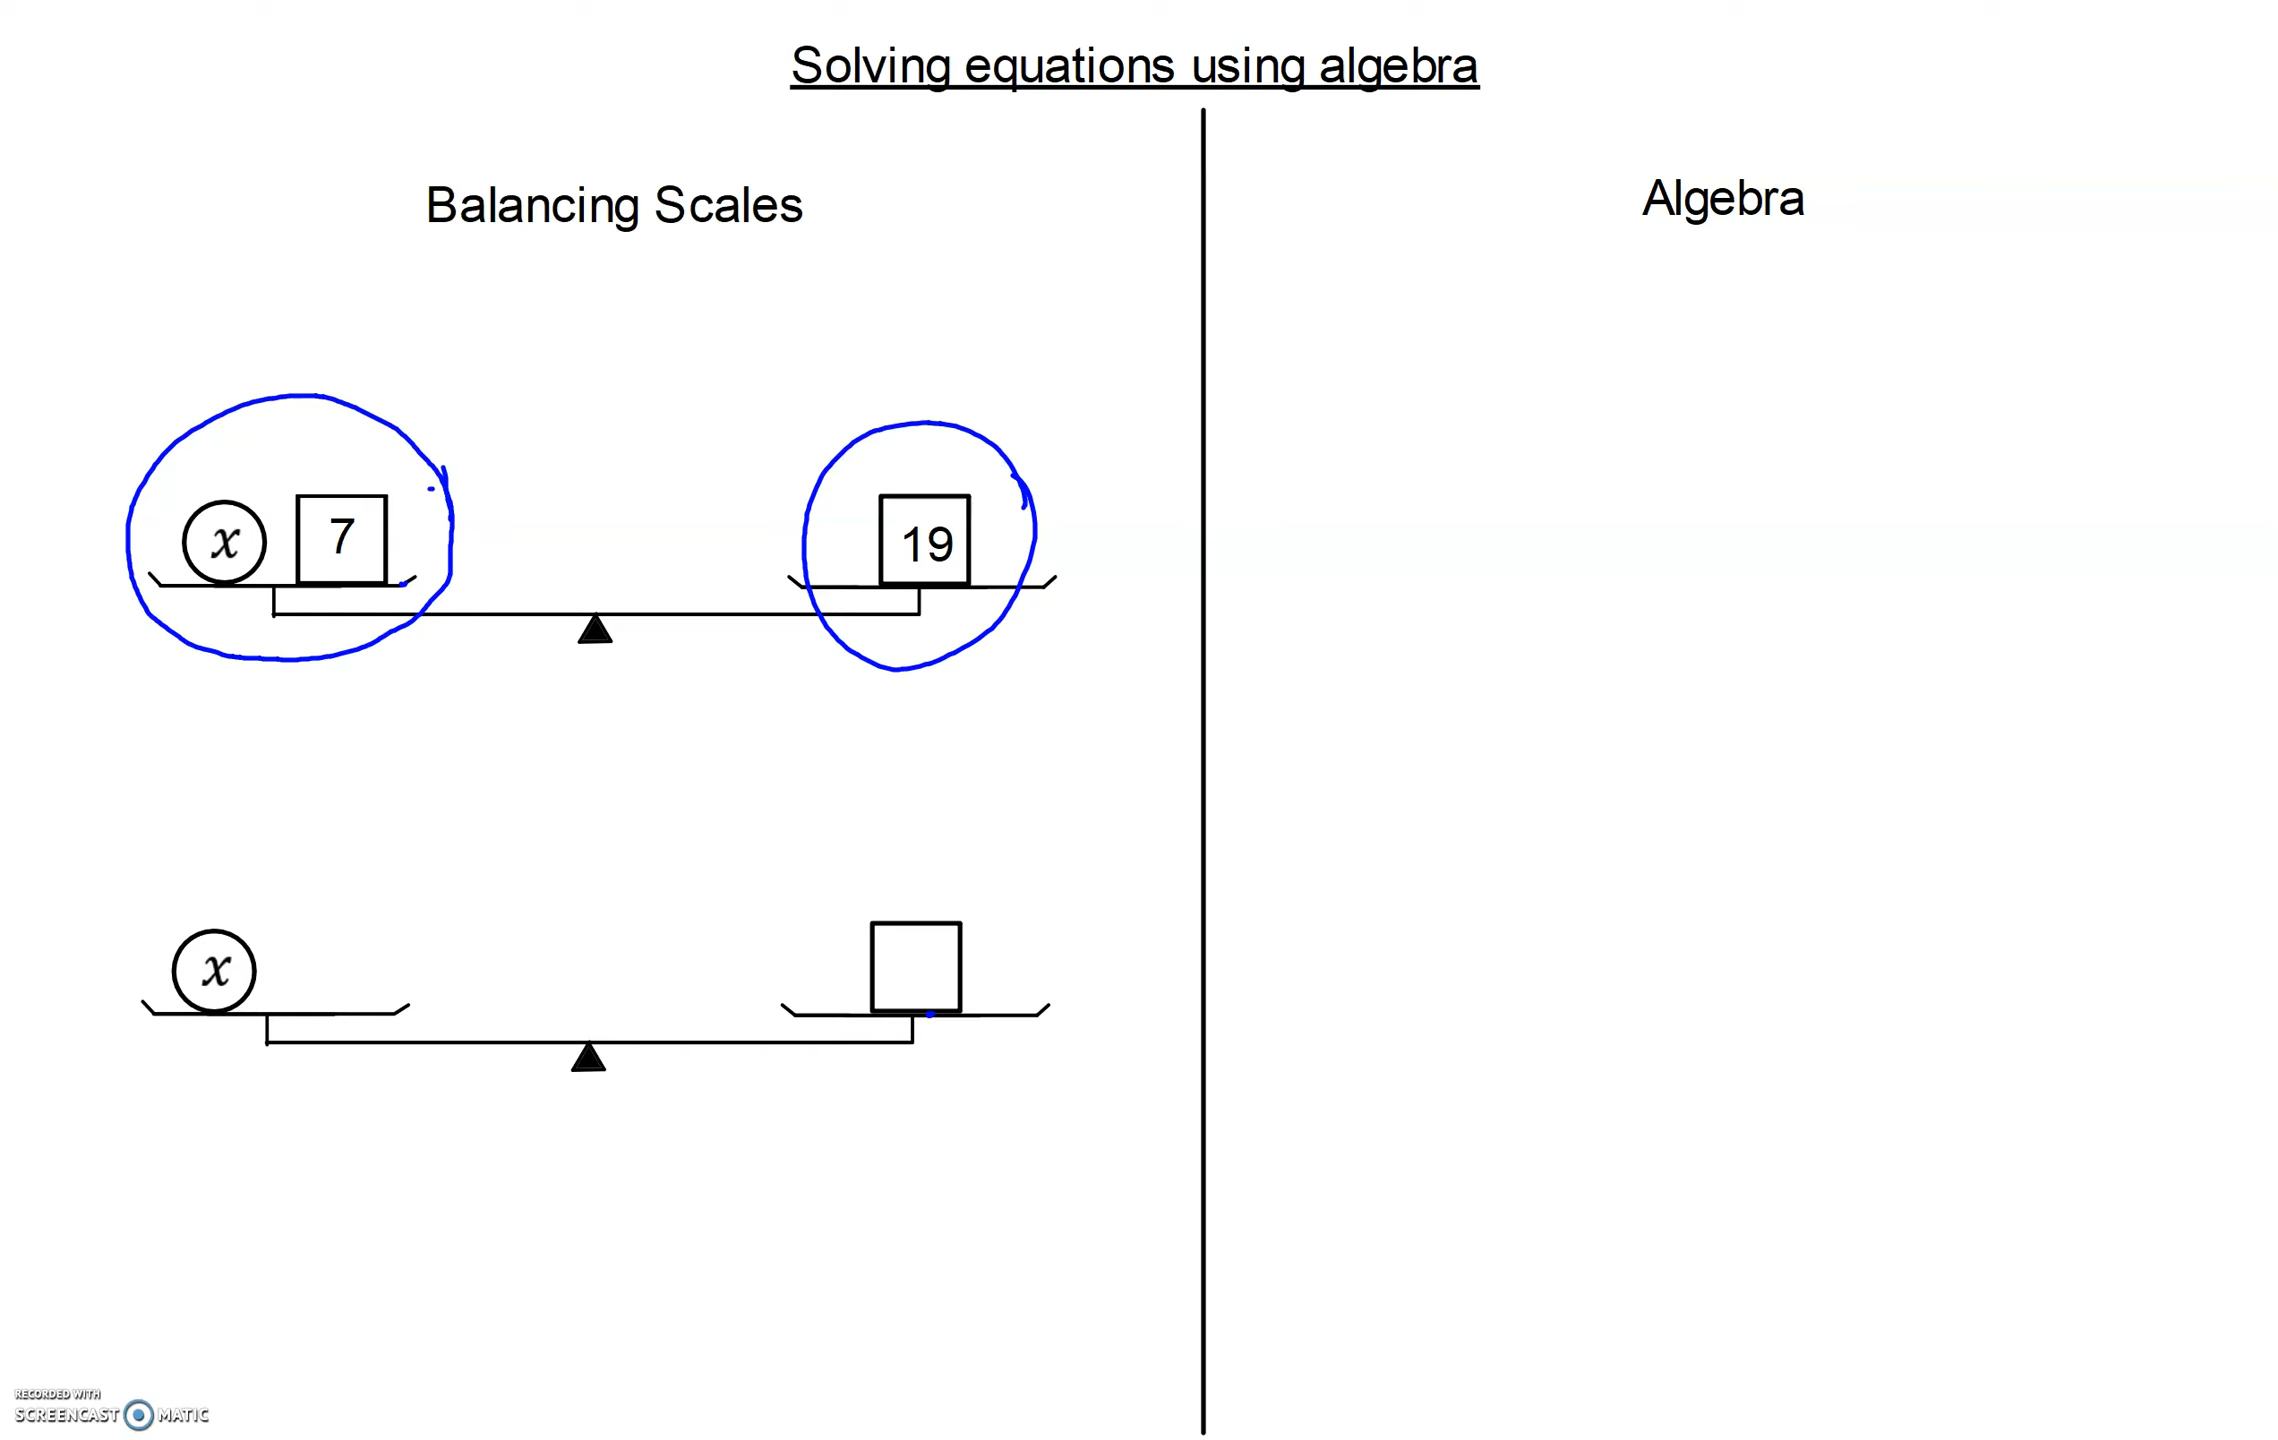 Solving equations using algebra
Balancing Scales
Algebra
x 7 19
x
RECORDED WITH
SCREENCAST MATIC